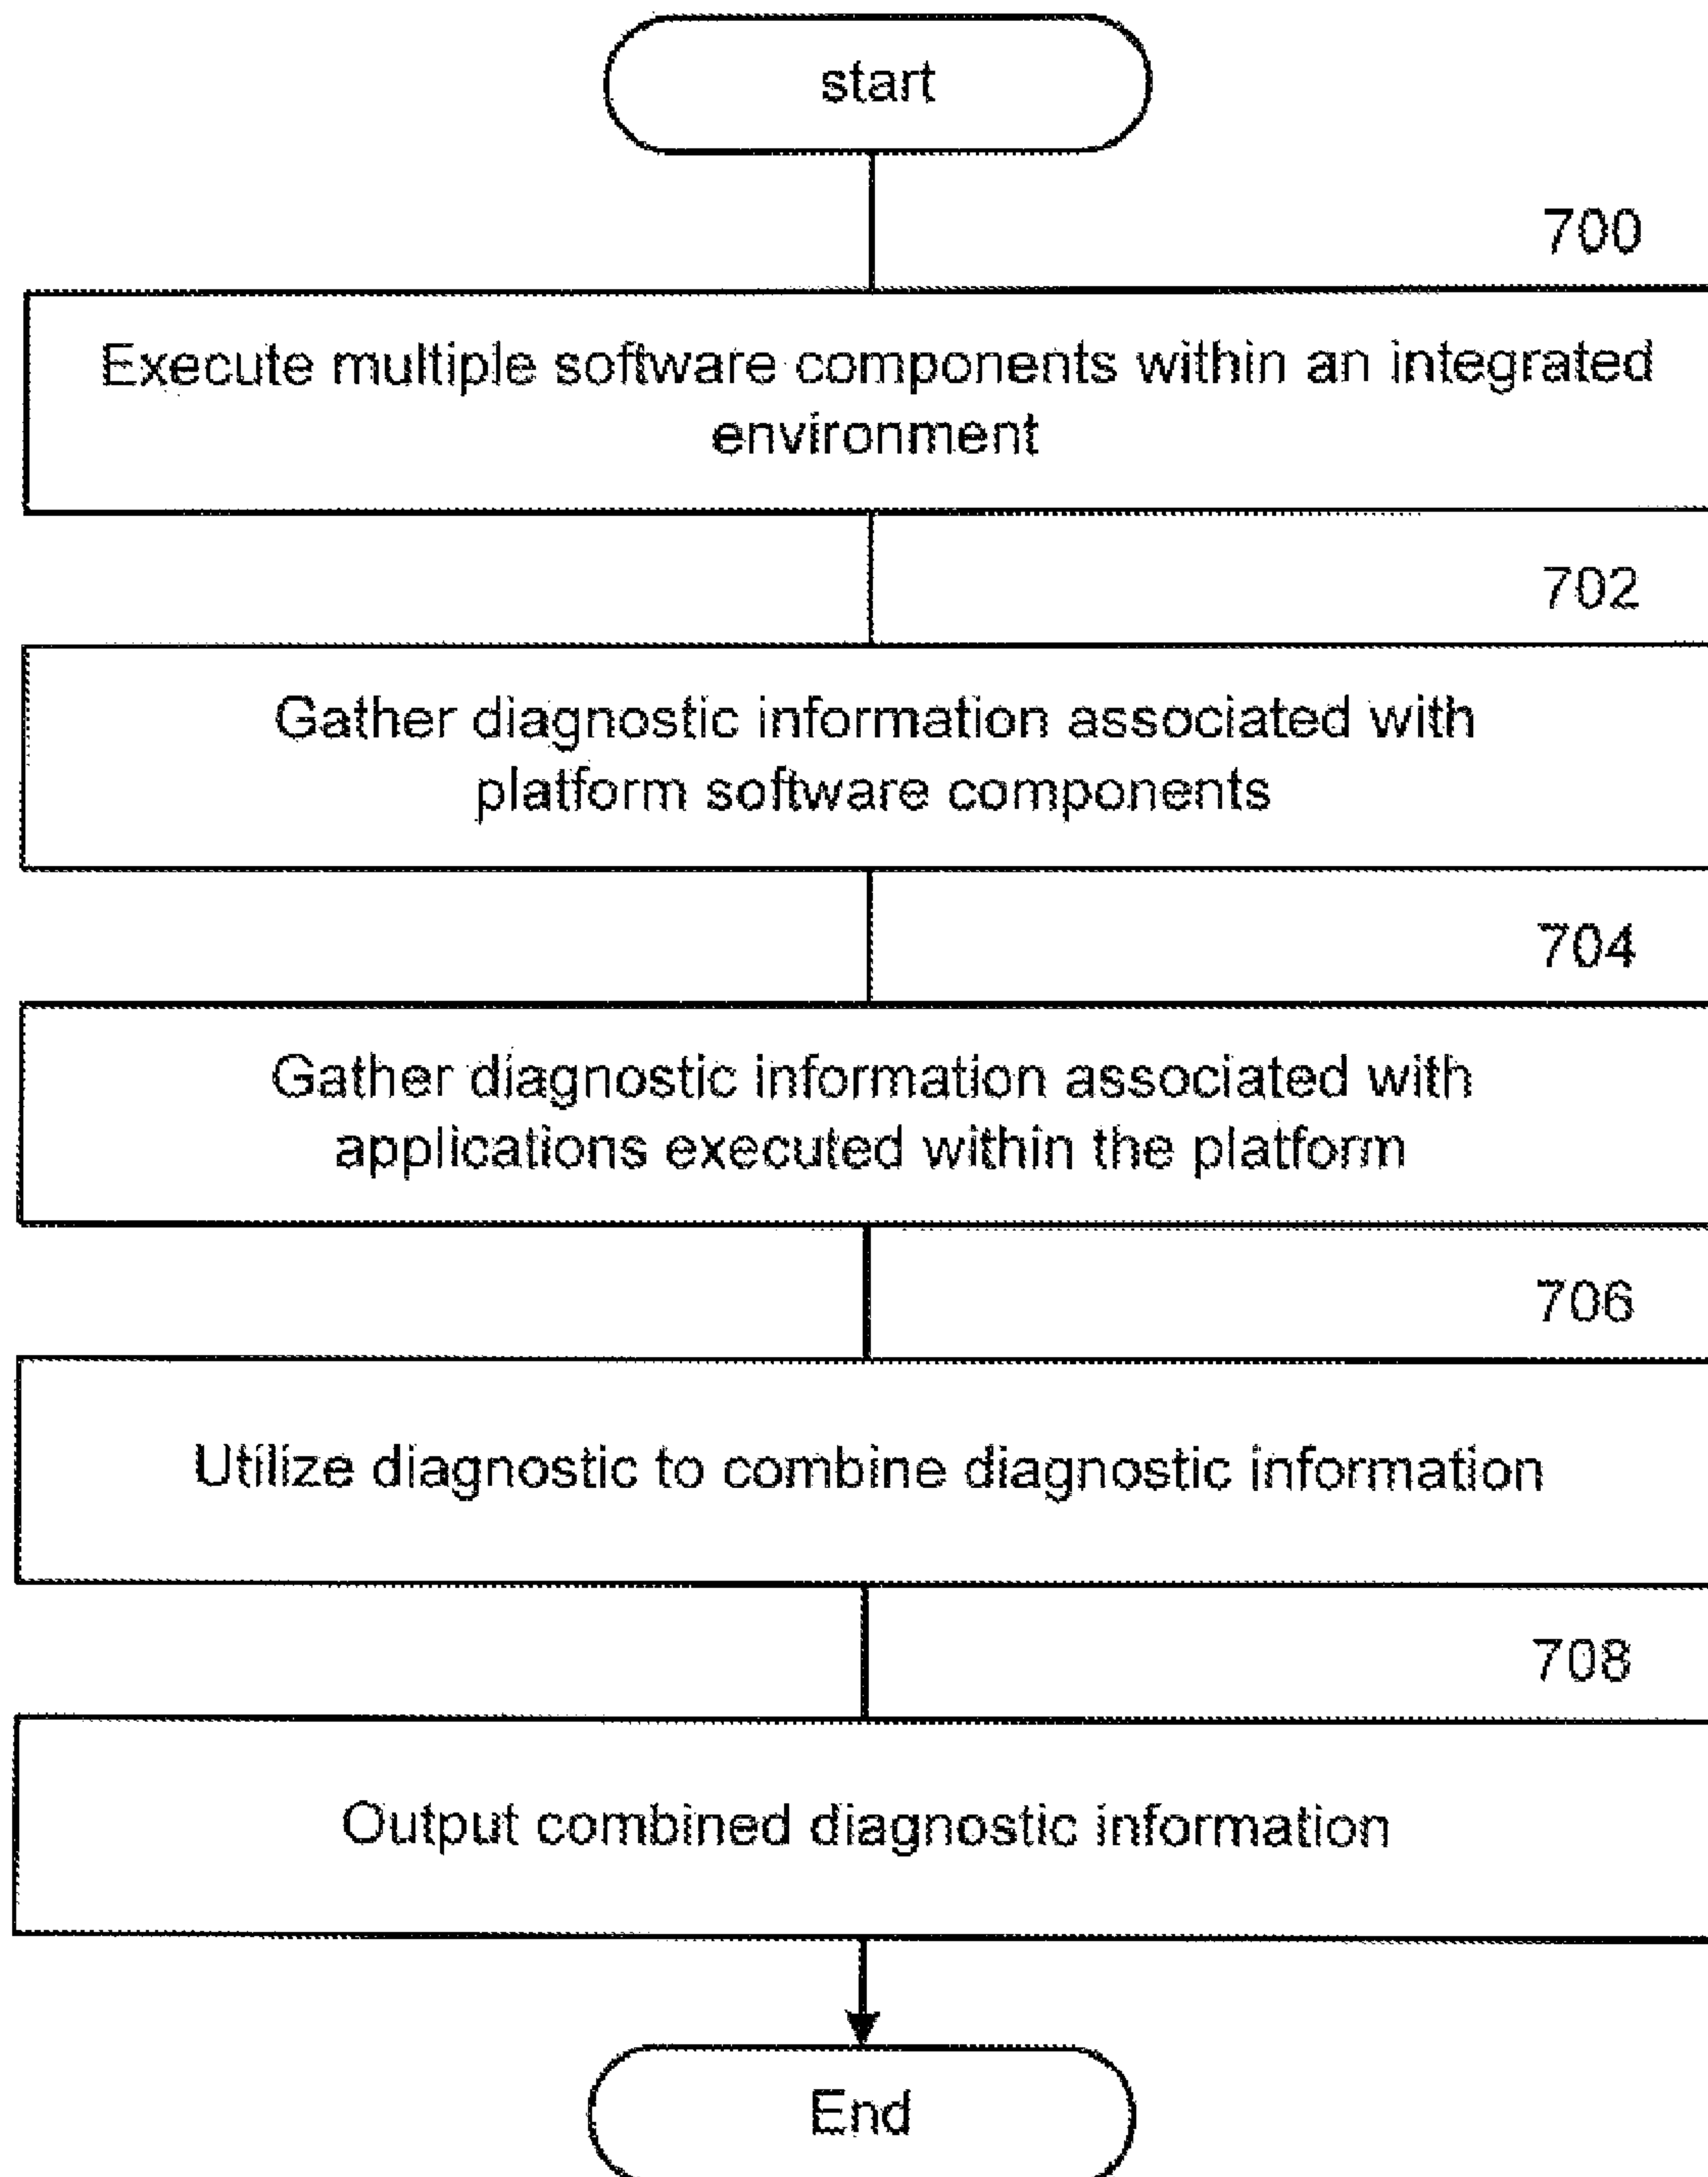 start
700
Execute multiple software components within an integrated
environment
702
Gather diagnostic information associated with
platform software components
704
Gather diagnostic information associated with
applications executed within the platform
706
Utilize diagnostic to combine diagnostic information
708
Output combined diagnostic information
End